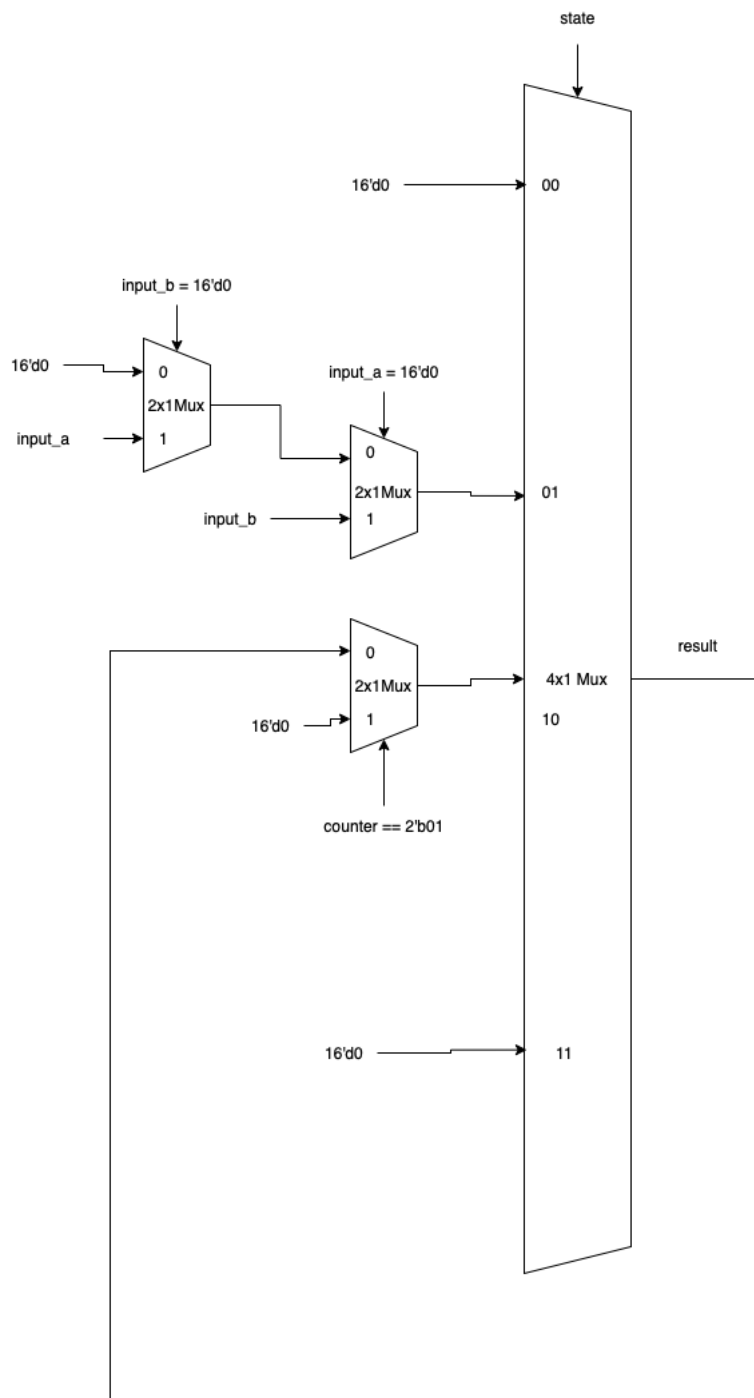 state
16'd0
00
input_b = 16'd0
16'd0
0
2x1Mux
input_a
1
input_a = 16'd0
0
2x1Mux
input_b
1
01
0
2x1Mux
16'd0
1
counter == 2'b01
4x1 Mux
10
result
16'd0
11